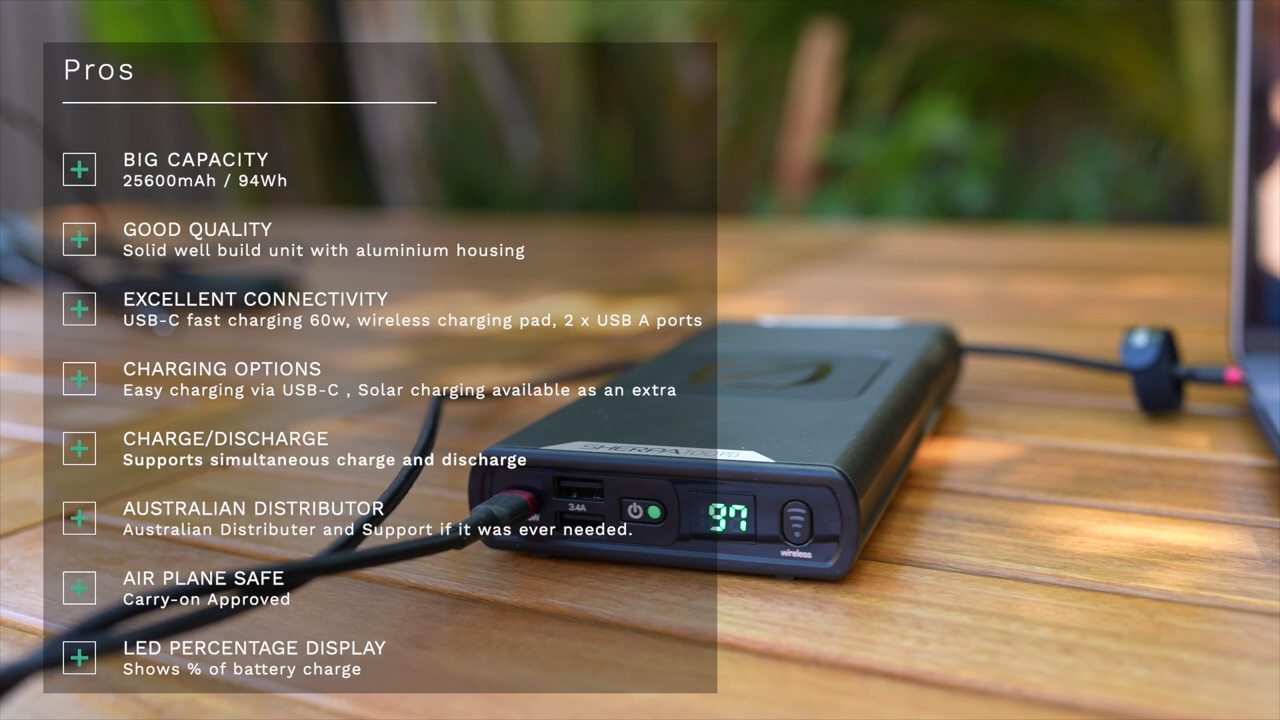 Pros
BIG CAPACITY
25600mAh / 94Wh
GOOD QUALITY
Solid well build unit with aluminium housing
EXCELLENT CONNECTIVITY
USB-C fast charging 60w, wireless charging pad, 2 x USB A ports
CHARGING OPTIONS
Easy charging via USB-C , Solar charging available as an extra
CHARGE/DISCHARGE
Supports simultaneous charge and discharge
AUSTRALIAN DISTRIBUTOR
Australian Distributer and Support if it was ever needed.
AIR PLANE SAFE
Carry-on Approved
LED PERCENTAGE DISPLAY
Shows % of battery charge
SHERPA100PD
3.4A
97
wireless